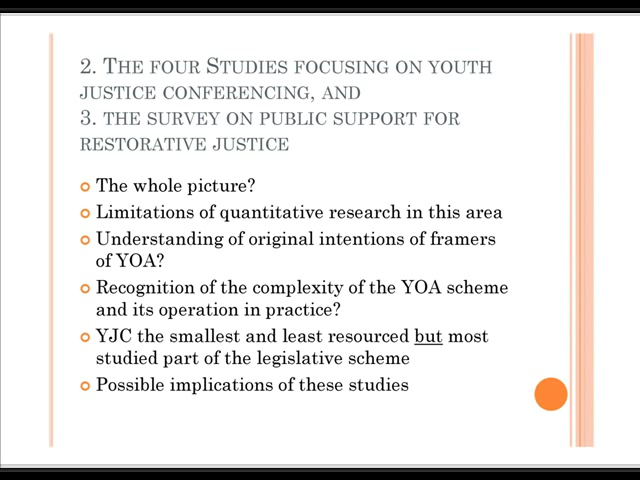 2. The four Studies focusing on youth
justice conferencing, and
3. the survey on public support for
restorative justice
The whole picture?
Limitations of quantitative research in this area
Understanding of original intentions of framers
of YOA?
Recognition of the complexity of the YOA scheme
and its operation in practice?
YJC the smallest and least resourced but most
studied part of the legislative scheme
Possible implications of these studies